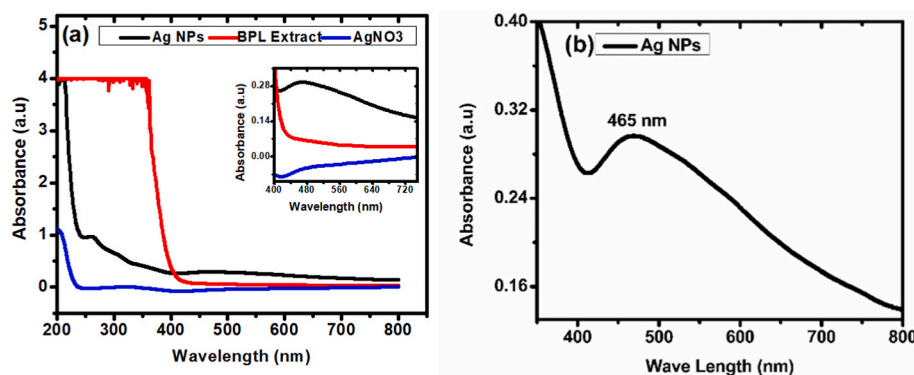 (a)
Ag NPs BPL Extract AgNO3
Absorbance (a.u)
5
4
3
2
1
0
200 300 400 500 600 700 800
Wavelength (nm)
Absorbance (a.u)
0.28
0.14
0.00
400 480 560 640 720
Wavelength (nm)
(b)
Ag NPs
465 nm
Absorbance (a.u)
0.40
0.32
0.24
0.16
400 500 600 700 800
Wave Length (nm)